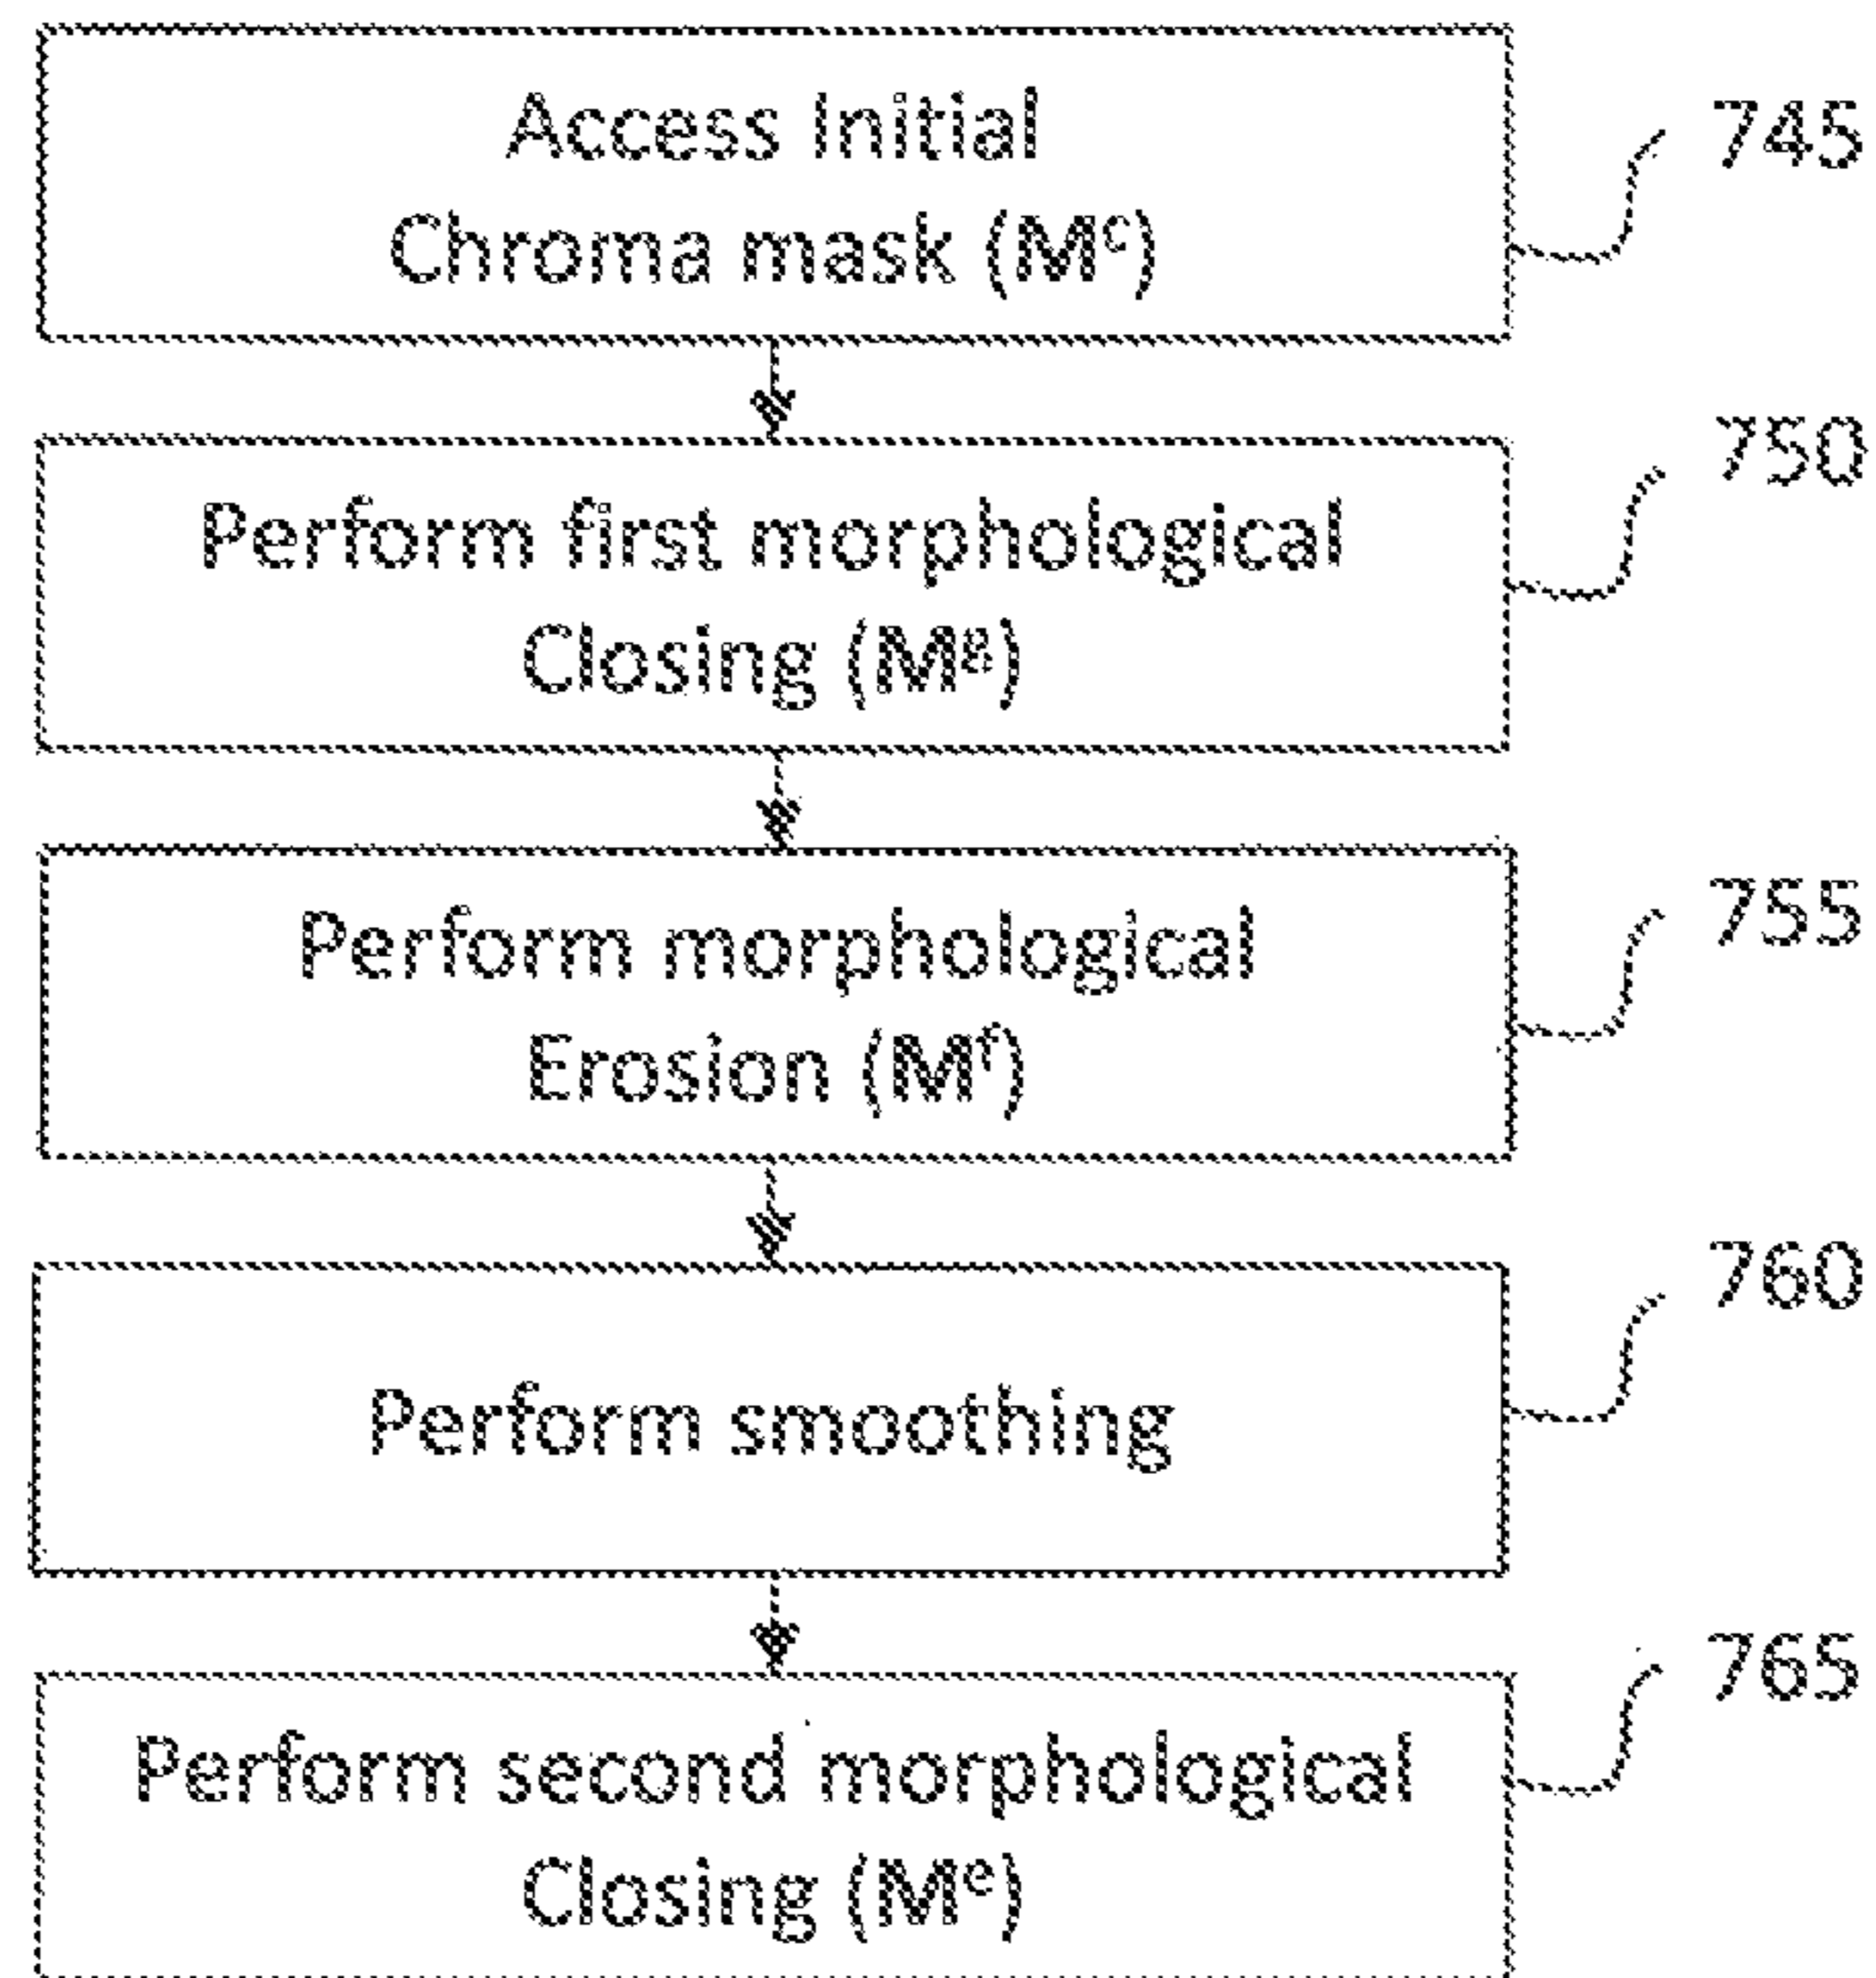 Access Initial
Chroma mask (Mᶜ)
745
Perform first morphological
Closing (Mᵍ)
750
Perform morphological
Erosion (Mᶠ)
755
Perform smoothing
760
Perform second morphological
Closing (Mᵉ)
765